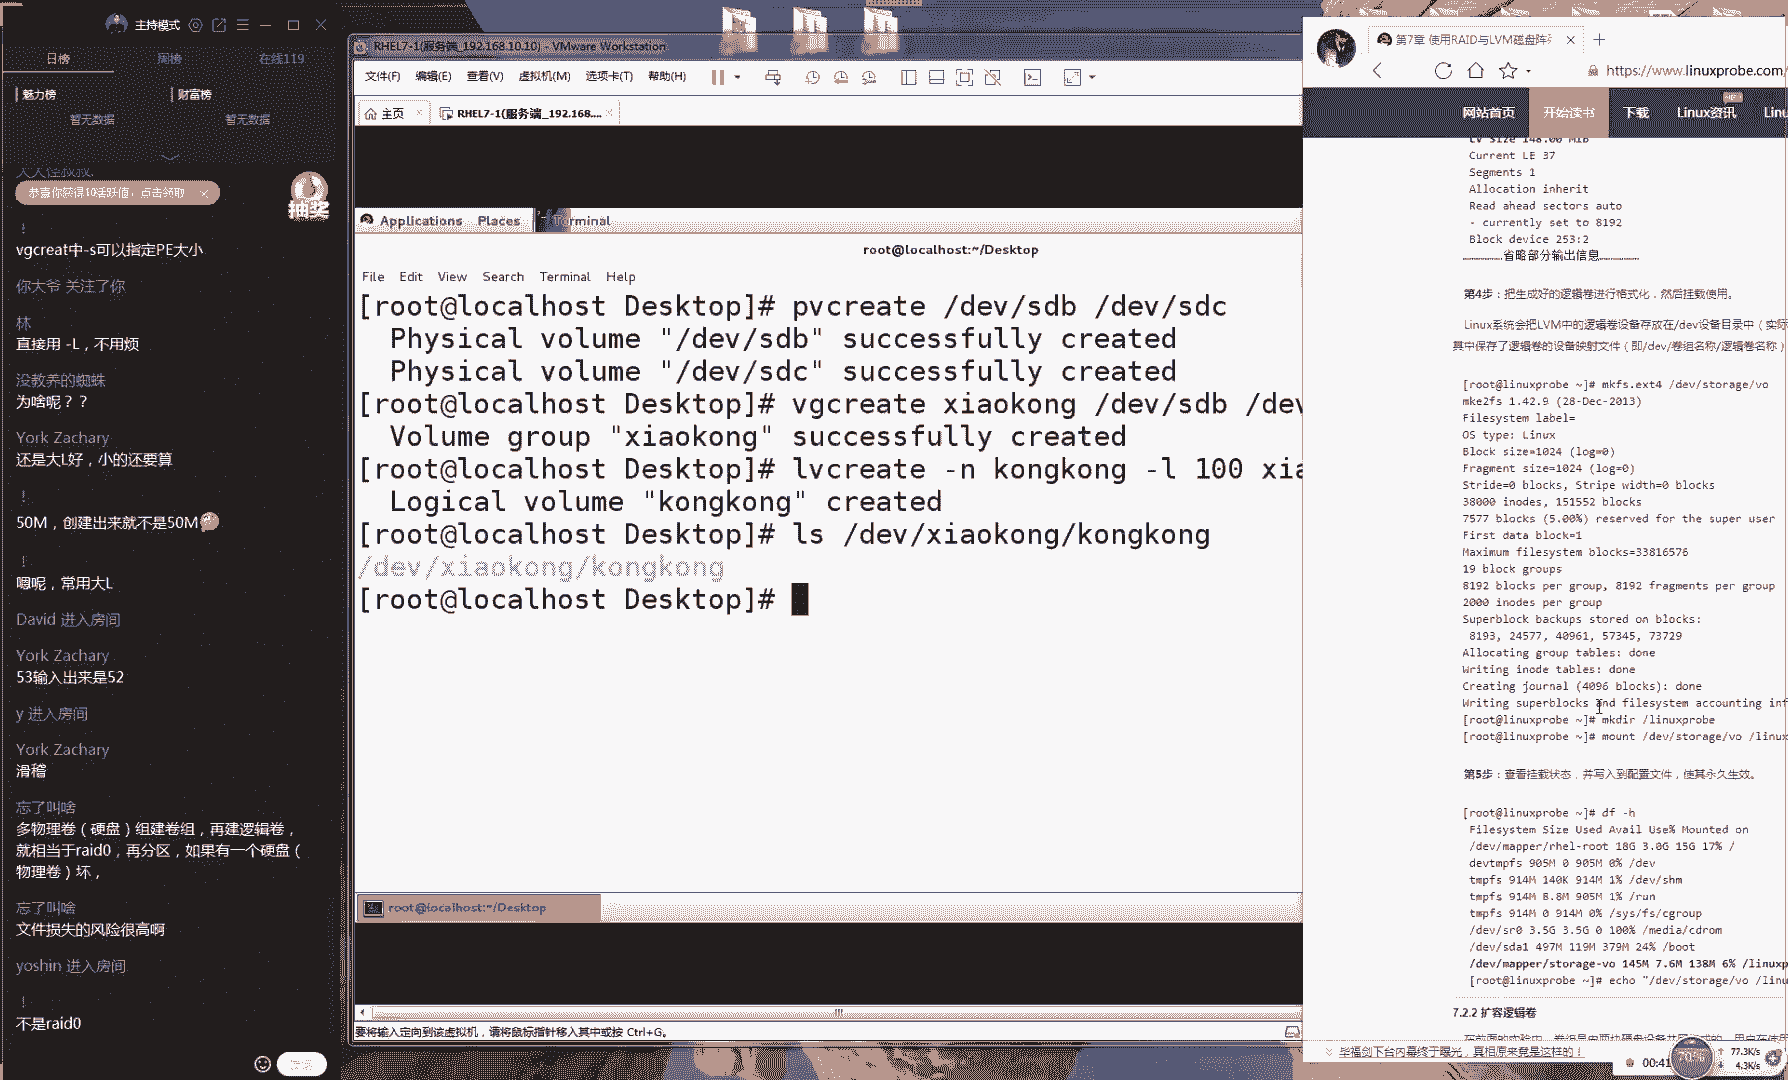 主持模式
日榜
周榜
在线119
魅力榜
财富榜
暂无数据
暂无数据
恭喜你获得10活跃值，点击领取
抽奖
!
vgcreat中-s可以指定PE大小
你大爷 关注了你
林
直接用 -L，不用烦
没教养的蜘蛛
为啥呢？？
York Zachary
还是大L好，小的还要算
!
50M，创建出来就不是50M
!
嗯呢，常用大L
David 进入房间
York Zachary
53输入出来是52
y 进入房间
York Zachary
滑稽
忘了叫啥
多物理卷（硬盘）组建卷组，再建逻辑卷，
就相当于raid0，再分区，如果有一个硬盘（
物理卷）坏，
忘了叫啥
文件损失的风险很高啊
yoshin 进入房间
!
不是raid0
RHEL7-1(服务端_192.168.10.10) - VMware Workstation
文件(F) 编辑(E) 查看(V) 虚拟机(M) 选项卡(T) 帮助(H)
主页
RHEL7-1(服务端_192.168....
Applications Places Terminal
root@localhost:~/Desktop
File Edit View Search Terminal Help
[root@localhost Desktop]# pvcreate /dev/sdb /dev/sdc
Physical volume "/dev/sdb" successfully created
Physical volume "/dev/sdc" successfully created
[root@localhost Desktop]# vgcreate xiaokong /dev/sdb /dev
Volume group "xiaokong" successfully created
[root@localhost Desktop]# lvcreate -n kongkong -l 100 xia
Logical volume "kongkong" created
[root@localhost Desktop]# ls /dev/xiaokong/kongkong
/dev/xiaokong/kongkong
[root@localhost Desktop]#
root@localhost:~/Desktop
要将输入定向到该虚拟机，请将鼠标指针移入其中或按 Ctrl+G。
第7章 使用RAID与LVM磁盘阵列
https://www.linuxprobe.com/
网站首页 开始读书 下载 Linux资讯
LV Size 148.00 MiB
Current LE 37
Segments 1
Allocation inherit
Read ahead sectors auto
- currently set to 8192
Block device 253:2
………………省略部分输出信息………………
第4步：把生成好的逻辑卷进行格式化，然后挂载使用。
Linux系统会把LVM中的逻辑卷设备存放在/dev设备目录中（实际
其中保存了逻辑卷的设备映射文件（即/dev/卷组名称/逻辑卷名称）
[root@linuxprobe ~]# mkfs.ext4 /dev/storage/vo
mke2fs 1.42.9 (28-Dec-2013)
Filesystem label=
OS type: Linux
Block size=1024 (log=0)
Fragment size=1024 (log=0)
Stride=0 blocks, Stripe width=0 blocks
38000 inodes, 151552 blocks
7577 blocks (5.00%) reserved for the super user
First data block=1
Maximum filesystem blocks=33816576
19 block groups
8192 blocks per group, 8192 fragments per group
2000 inodes per group
Superblock backups stored on blocks:
8193, 24577, 40961, 57345, 73729
Allocating group tables: done
Writing inode tables: done
Creating journal (4096 blocks): done
Writing superblocks and filesystem accounting inf
[root@linuxprobe ~]# mkdir /linuxprobe
[root@linuxprobe ~]# mount /dev/storage/vo /linux
第5步：查看挂载状态，并写入到配置文件，使其永久生效。
[root@linuxprobe ~]# df -h
Filesystem Size Used Avail Use% Mounted on
/dev/mapper/rhel-root 18G 3.0G 15G 17% /
devtmpfs 905M 0 905M 0% /dev
tmpfs 914M 140K 914M 1% /dev/shm
tmpfs 914M 8.8M 905M 1% /run
tmpfs 914M 0 914M 0% /sys/fs/cgroup
/dev/sr0 3.5G 3.5G 0 100% /media/cdrom
/dev/sda1 497M 119M 379M 24% /boot
/dev/mapper/storage-vo 145M 7.6M 138M 6% /linuxp
[root@linuxprobe ~]# echo "/dev/storage/vo /linu
7.2.2 扩容逻辑卷
毕福剑下台内幕终于曝光，真相原来竟是这样的！
00:41
70%
77.3K/s
4.3K/s